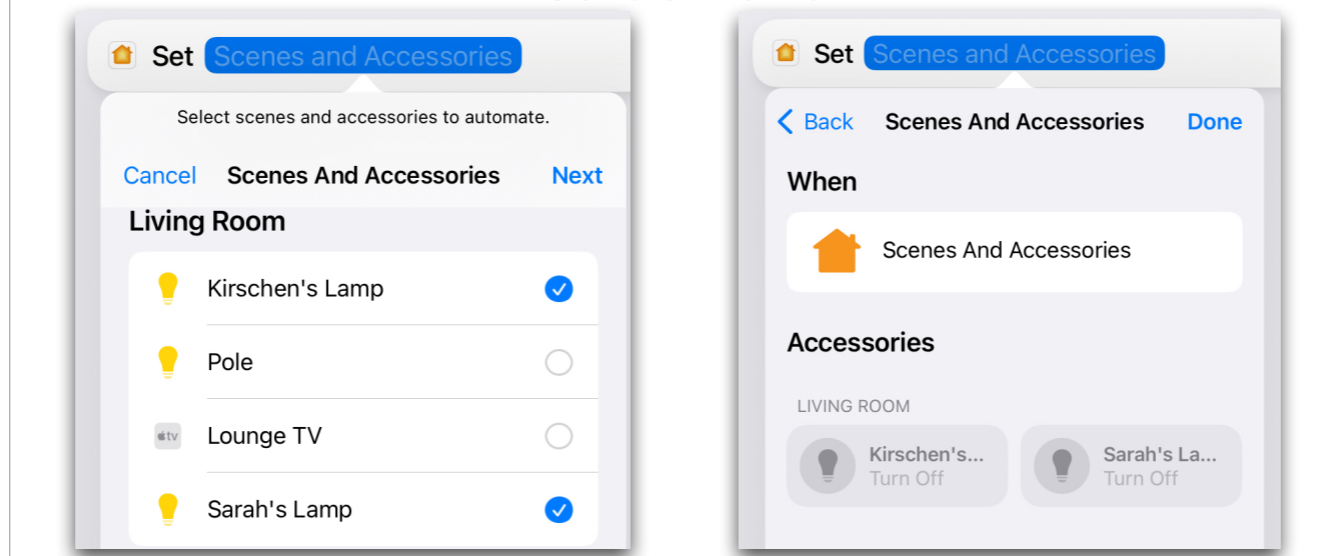 Set Scenes and Accessories
Select scenes and accessories to automate.
Cancel Scenes And Accessories Next
Living Room
Kirschen's Lamp
Pole
tv Lounge TV
Sarah's Lamp
Set Scenes and Accessories
Back Scenes And Accessories Done
When
Scenes And Accessories
Accessories
LIVING ROOM
Kirschen's... Sarah's La...
Turn Off Turn Off